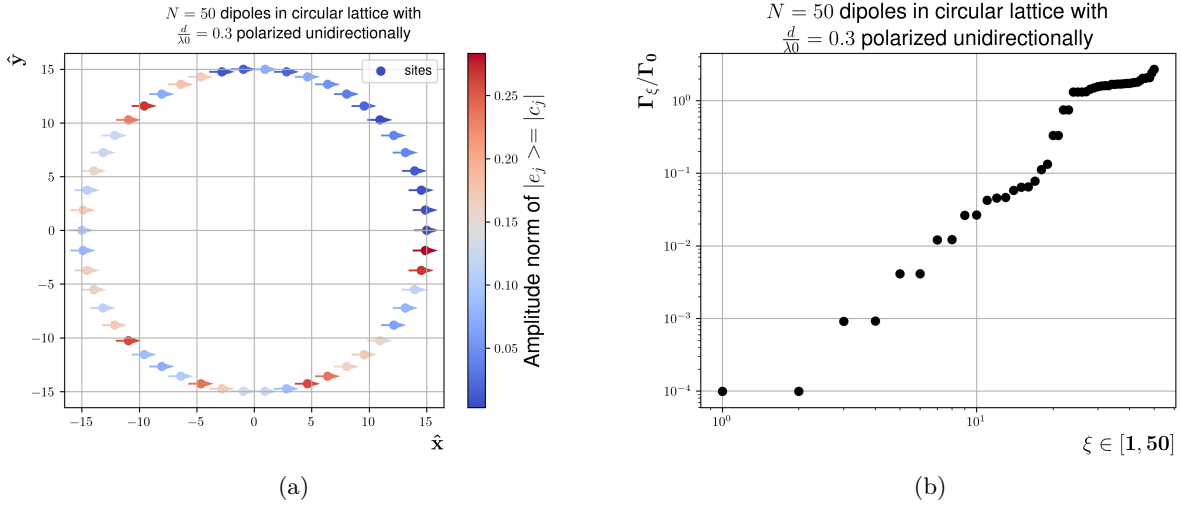 N = 50 dipoles in circular lattice with
d/λ0 = 0.3 polarized unidirectionally
ŷ
15
10
5
0
−5
−10
−15
−15 −10 −5 0 5 10 15
x̂
sites
0.25
0.20
0.15
0.10
0.05
Amplitude norm of |e_j >= |c_j|
(a)
N = 50 dipoles in circular lattice with
d/λ0 = 0.3 polarized unidirectionally
Γ_ξ/Γ_0
10^0
10^−1
10^−2
10^−3
10^−4
10^0 10^1
ξ ∈ [1, 50]
(b)